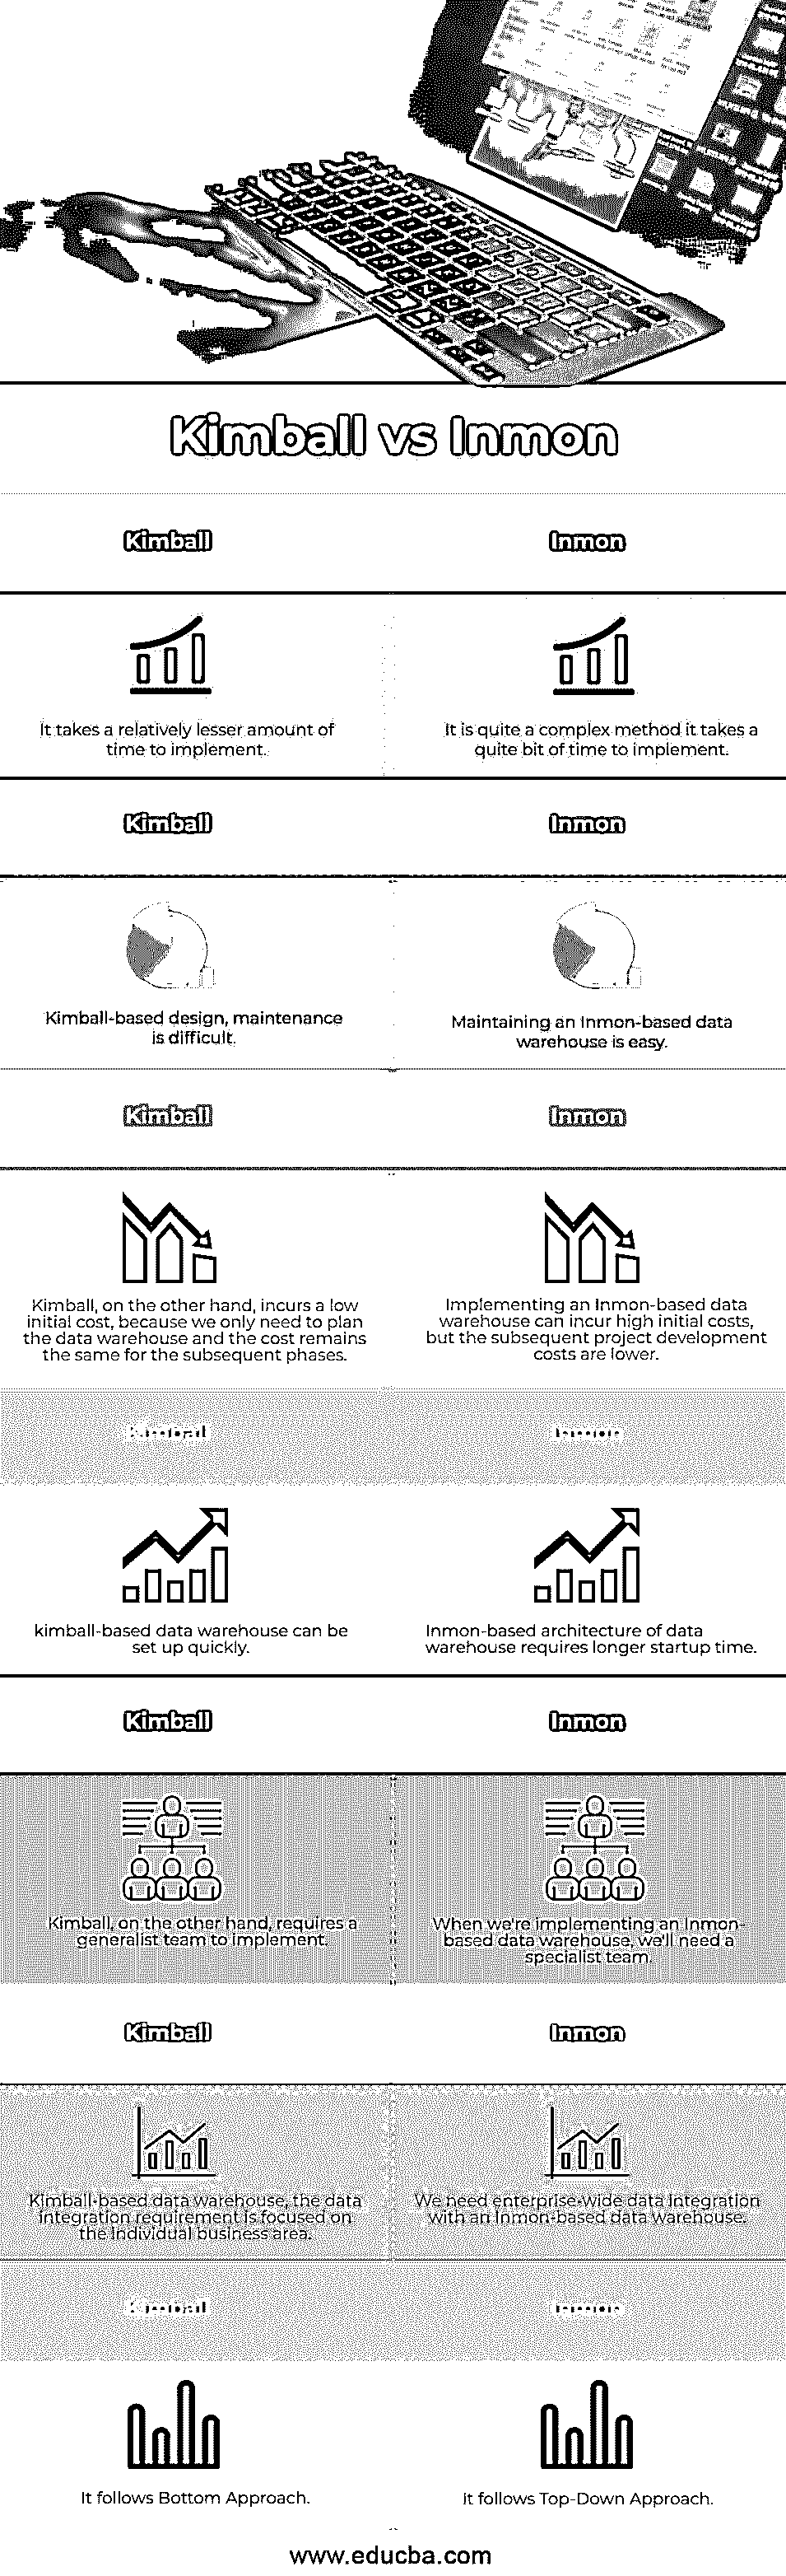 Kimball vs Inmon
Kimball
Inmon
It takes a relatively lesser amount of
time to implement.
It is quite a complex method it takes a
quite bit of time to implement.
Kimball
Inmon
Kimball-based design, maintenance
is difficult.
Maintaining an Inmon-based data
warehouse is easy.
Kimball
Inmon
Kimball, on the other hand, incurs a low
initial cost, because we only need to plan
the data warehouse and the cost remains
the same for the subsequent phases.
Implementing an Inmon-based data
warehouse can incur high initial costs,
but the subsequent project development
costs are lower.
Kimball
Inmon
kimball-based data warehouse can be
set up quickly.
Inmon-based architecture of data
warehouse requires longer startup time.
Kimball
Inmon
Kimball, on the other hand, requires a
generalist team to implement.
When we're implementing an Inmon-
based data warehouse, we'll need a
specialist team.
Kimball
Inmon
Kimball-based data warehouse, the data
integration requirement is focused on
the individual business area.
We need enterprise-wide data integration
with an Inmon-based data warehouse.
Kimball
Inmon
It follows Bottom Approach.
It follows Top-Down Approach.
www.educba.com